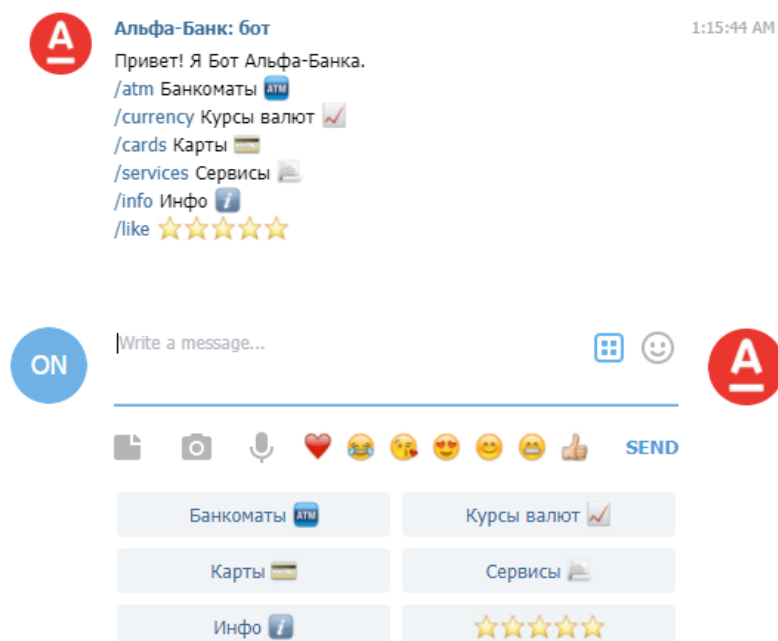 Альфа-Банк: бот 1:15:44 AM
Привет! Я Бот Альфа-Банка.
/atm Банкоматы 🏧
/currency Курсы валют 📈
/cards Карты 💳
/services Сервисы 📃
/info Инфо ℹ️
/like ⭐⭐⭐⭐⭐
ON
Write a message...
SEND
Банкоматы 🏧
Курсы валют 📈
Карты 💳
Сервисы 📃
Инфо ℹ️
⭐⭐⭐⭐⭐